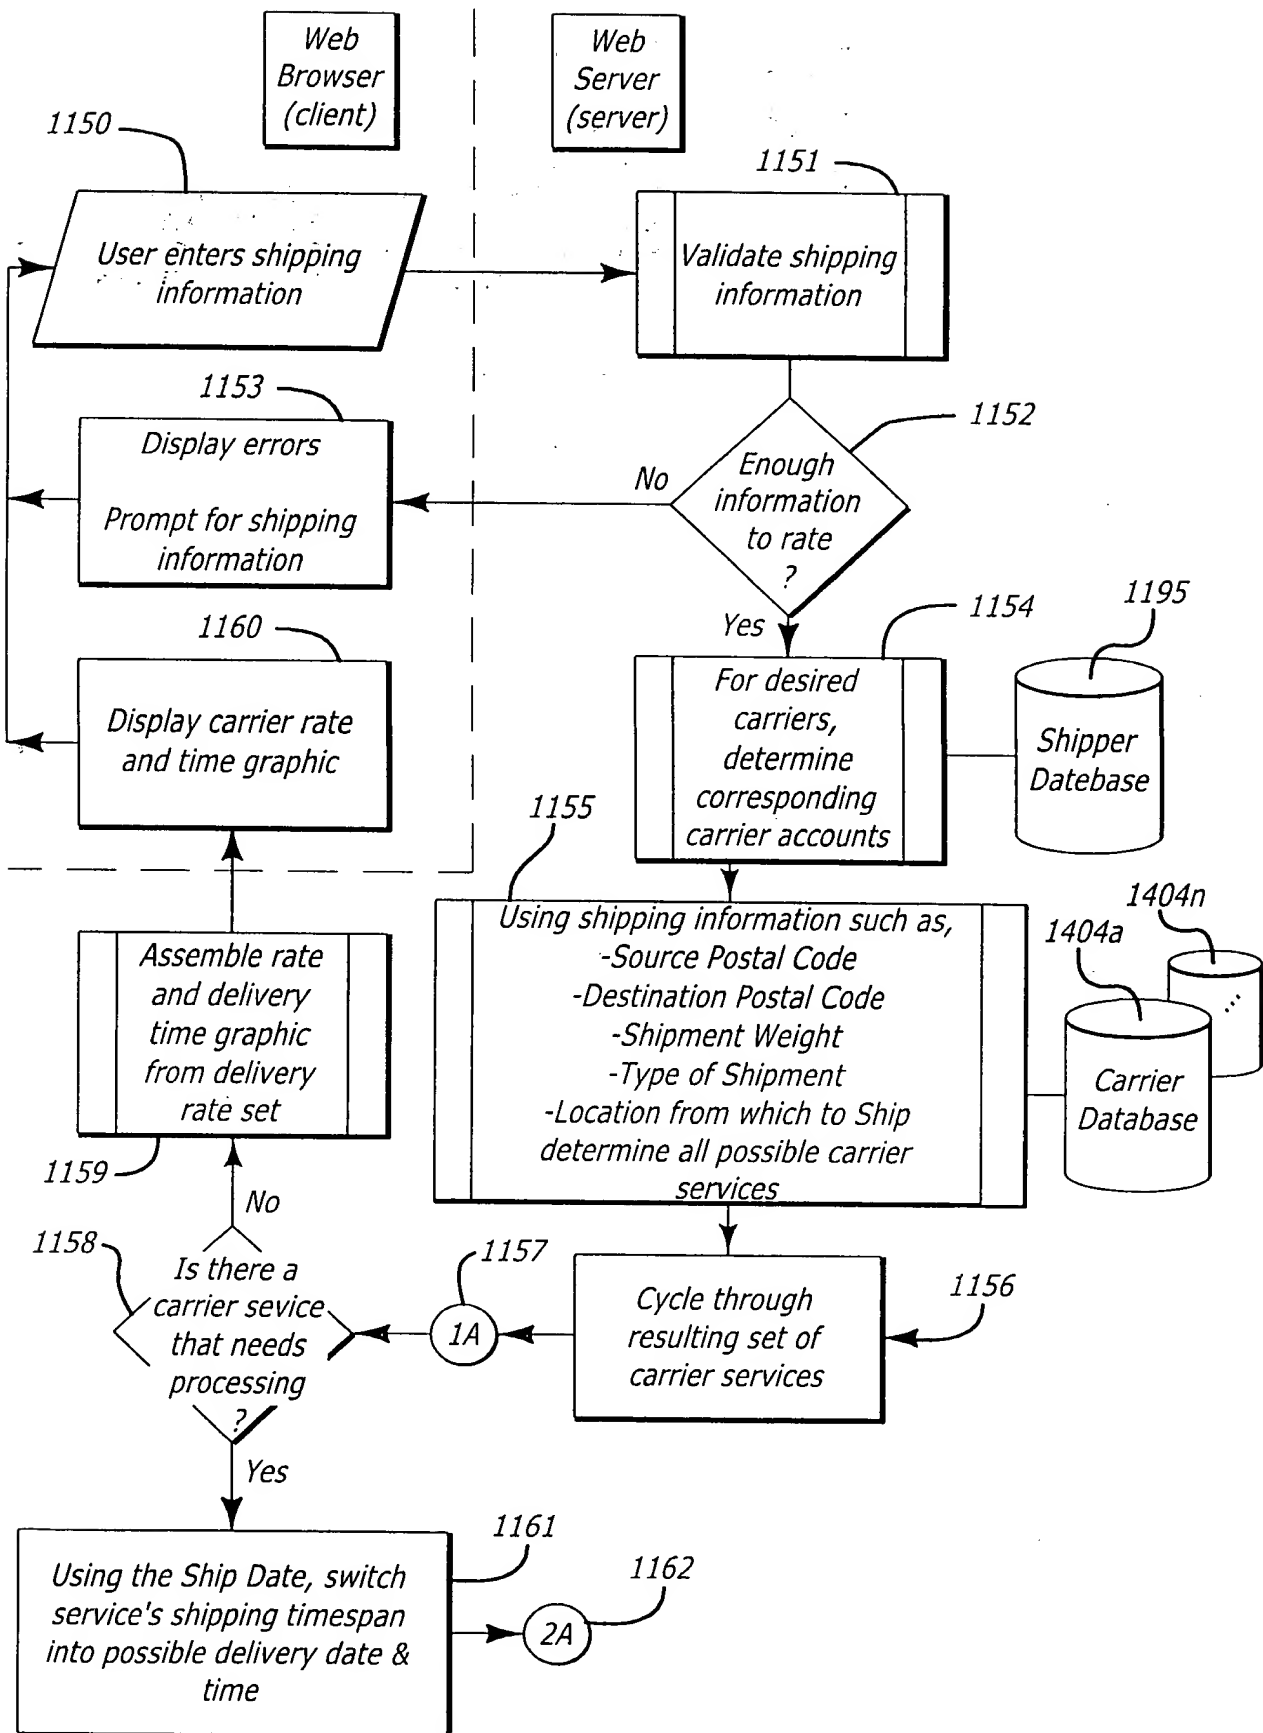 Web
Browser
(client)
Web
Server
(server)
1150
1151
User enters shipping
information
Validate shipping
information
1153
1152
Display errors
Prompt for shipping
information
No
Enough
information
to rate
?
1160
Yes
1154
1195
Display carrier rate
and time graphic
For desired
carriers,
determine
corresponding
carrier accounts
Shipper
Datebase
1155
1404n
1404a
Using shipping information such as,
-Source Postal Code
-Destination Postal Code
-Shipment Weight
-Type of Shipment
-Location from which to Ship
determine all possible carrier
services
...
Carrier
Database
Assemble rate
and delivery
time graphic
from delivery
rate set
1159
No
1158
Is there a
carrier sevice
that needs
processing
?
1157
1A
Cycle through
resulting set of
carrier services
1156
Yes
Using the Ship Date, switch
service's shipping timespan
into possible delivery date &
time
1161
1162
2A